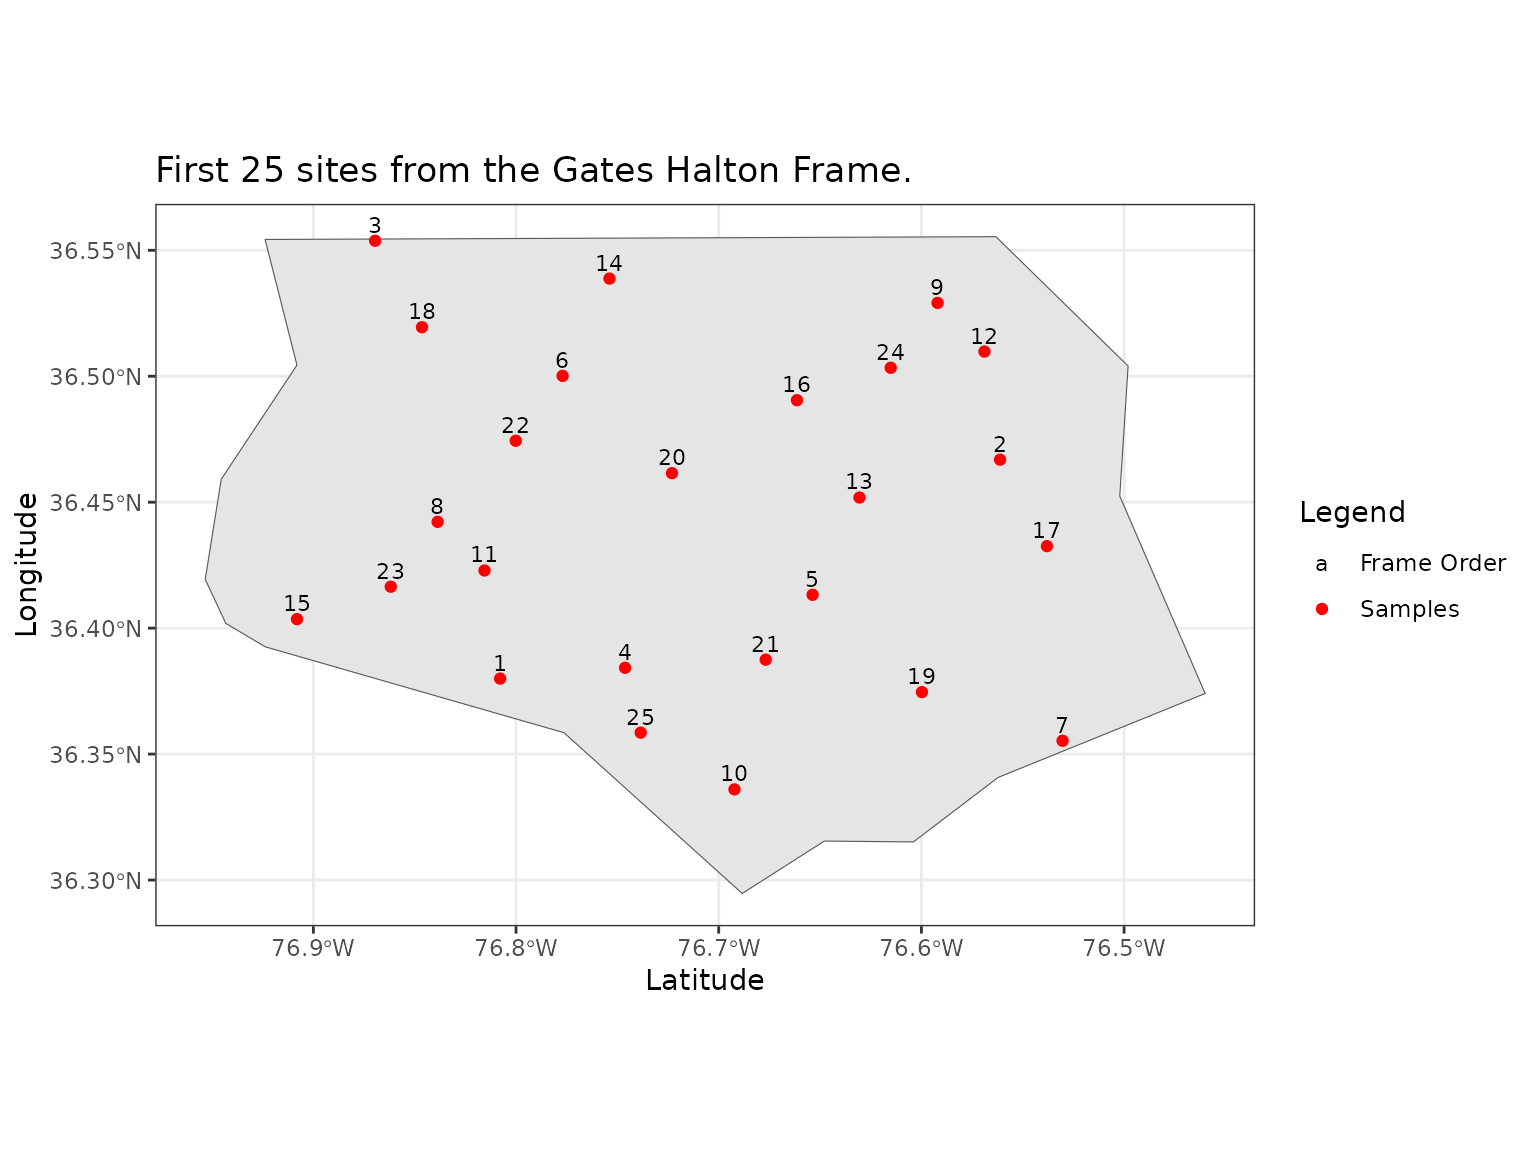 First 25 sites from the Gates Halton Frame.
3
36.55°N
14
9
18
12
24
6
36.50°N
16
22
2
20
13
36.45°N
8
17
11
23
5
15
36.40°N
21
4
1
19
25
7
36.35°N
10
36.30°N
76.9°W 76.8°W 76.7°W 76.6°W 76.5°W
Latitude
Longitude
Legend
a Frame Order
Samples